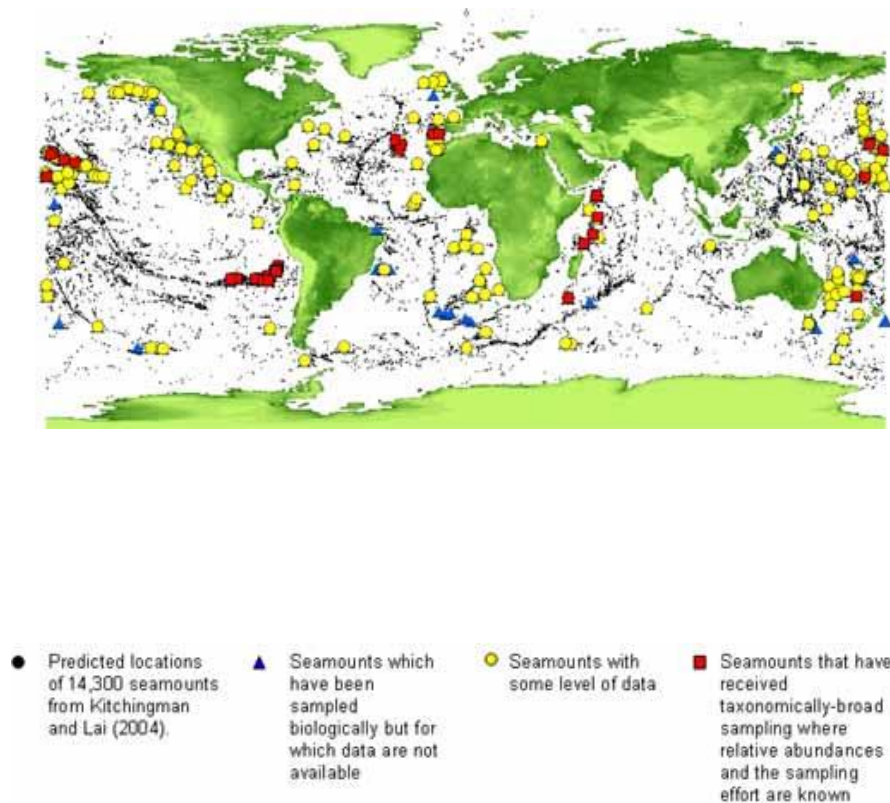 Predicted locations
of 14,300 seamounts
from Kitchingman
and Lai (2004).
Seamounts which
have been
sampled
biologically but for
which data are not
available
Seamounts with
some level of data
Seamounts that have
received
taxonomically-broad
sampling where
relative abundances
and the sampling
effort are known